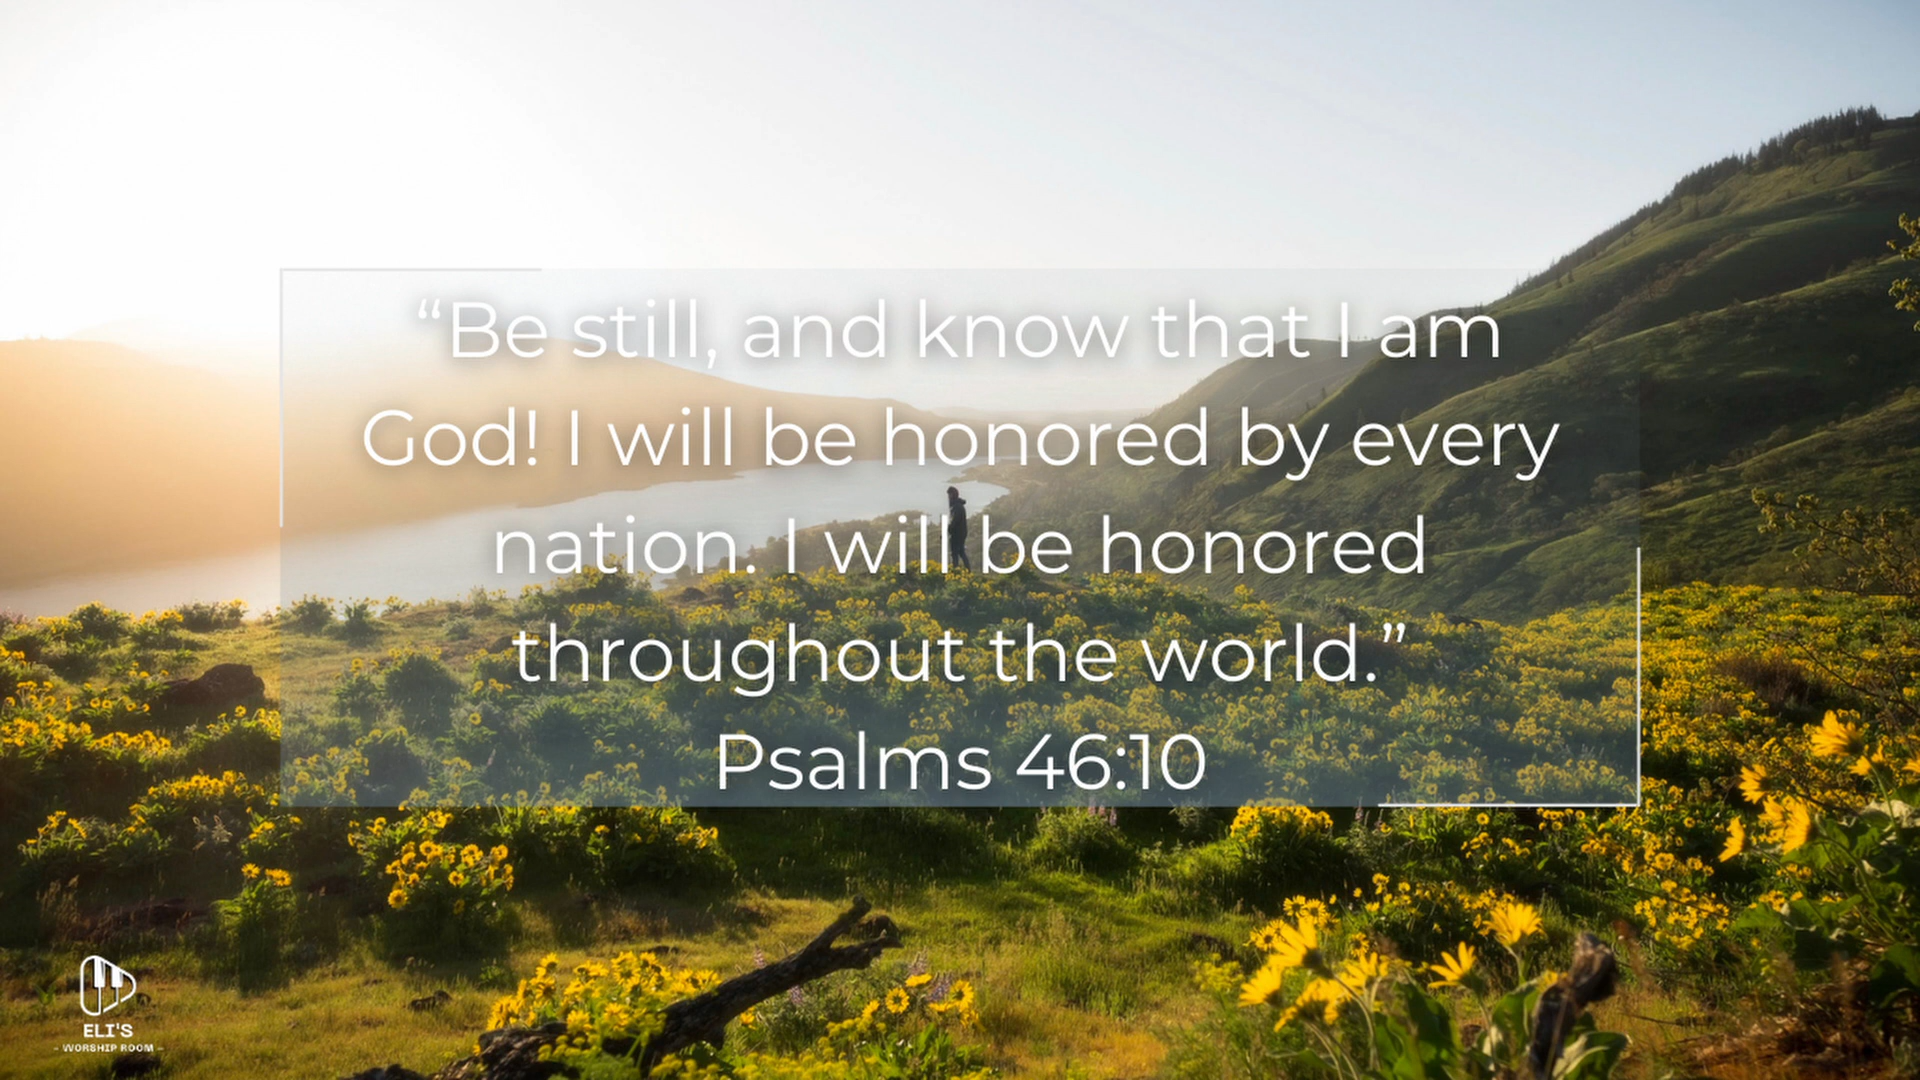 “Be still, and know that I am
God! I will be honored by every
nation. I will be honored
throughout the world.”
Psalms 46:10
ELI'S
- WORSHIP ROOM -